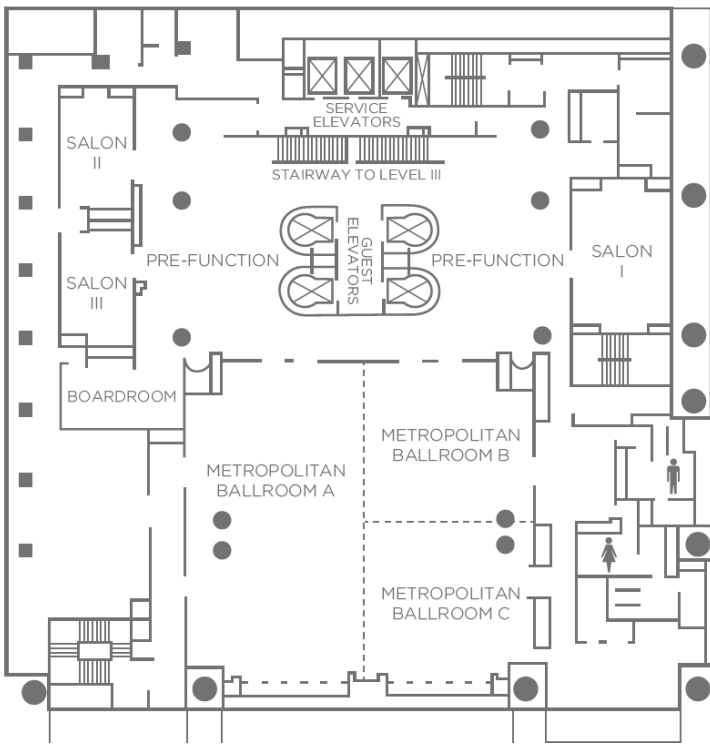 SERVICE
ELEVATORS
SALON
II
STAIRWAY TO LEVEL III
GUEST
ELEVATORS
PRE-FUNCTION
PRE-FUNCTION
SALON
I
SALON
III
BOARDROOM
METROPOLITAN
BALLROOM A
METROPOLITAN
BALLROOM B
METROPOLITAN
BALLROOM C